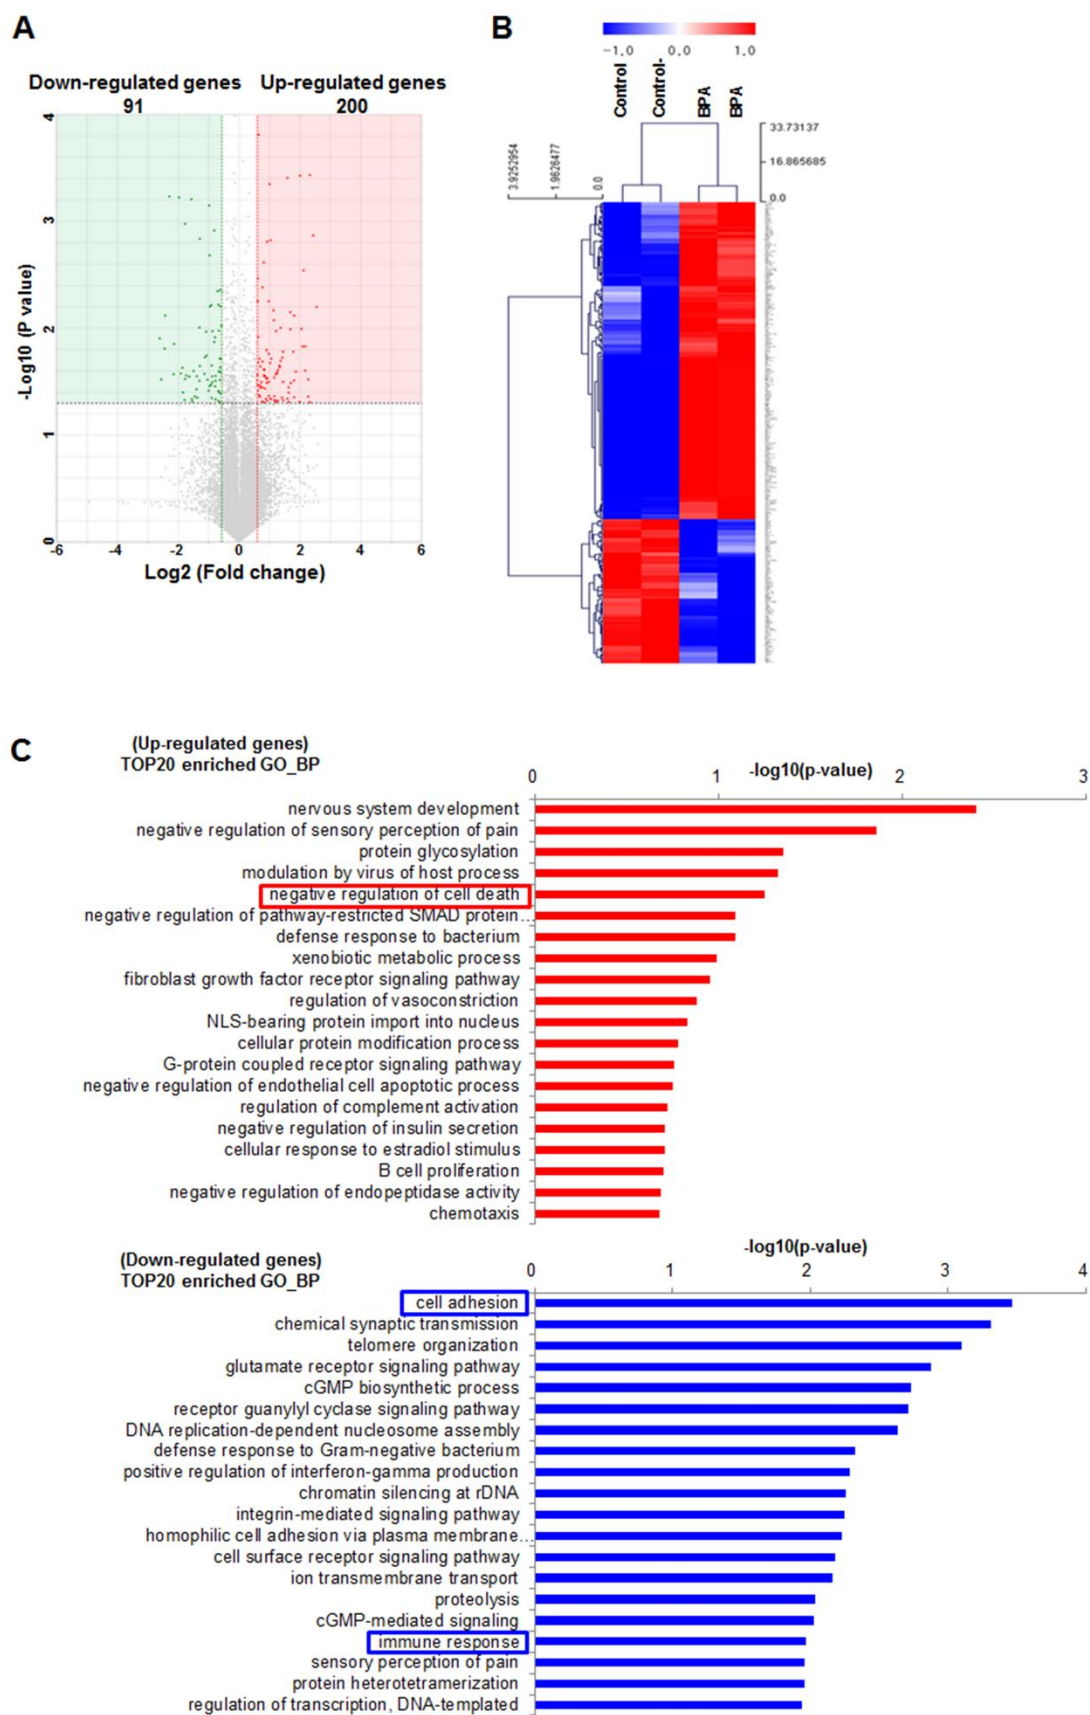 A
Down-regulated genes
91
Up-regulated genes
200
4
3
2
1
0
-Log10 (P value)
-6 -4 -2 0 2 4 6
Log2 (Fold change)
B
-1.0 0.0 1.0
Control
Control-
BPA
BPA
33.73137
16.865685
0.0
3.9252954
1.9626477
0.0
C
(Up-regulated genes)
TOP20 enriched GO_BP
-log10(p-value)
0 1 2 3
nervous system development
negative regulation of sensory perception of pain
protein glycosylation
modulation by virus of host process
negative regulation of cell death
negative regulation of pathway-restricted SMAD protein...
defense response to bacterium
xenobiotic metabolic process
fibroblast growth factor receptor signaling pathway
regulation of vasoconstriction
NLS-bearing protein import into nucleus
cellular protein modification process
G-protein coupled receptor signaling pathway
negative regulation of endothelial cell apoptotic process
regulation of complement activation
negative regulation of insulin secretion
cellular response to estradiol stimulus
B cell proliferation
negative regulation of endopeptidase activity
chemotaxis
(Down-regulated genes)
TOP20 enriched GO_BP
-log10(p-value)
0 1 2 3 4
cell adhesion
chemical synaptic transmission
telomere organization
glutamate receptor signaling pathway
cGMP biosynthetic process
receptor guanylyl cyclase signaling pathway
DNA replication-dependent nucleosome assembly
defense response to Gram-negative bacterium
positive regulation of interferon-gamma production
chromatin silencing at rDNA
integrin-mediated signaling pathway
homophilic cell adhesion via plasma membrane...
cell surface receptor signaling pathway
ion transmembrane transport
proteolysis
cGMP-mediated signaling
immune response
sensory perception of pain
protein heterotetramerization
regulation of transcription, DNA-templated